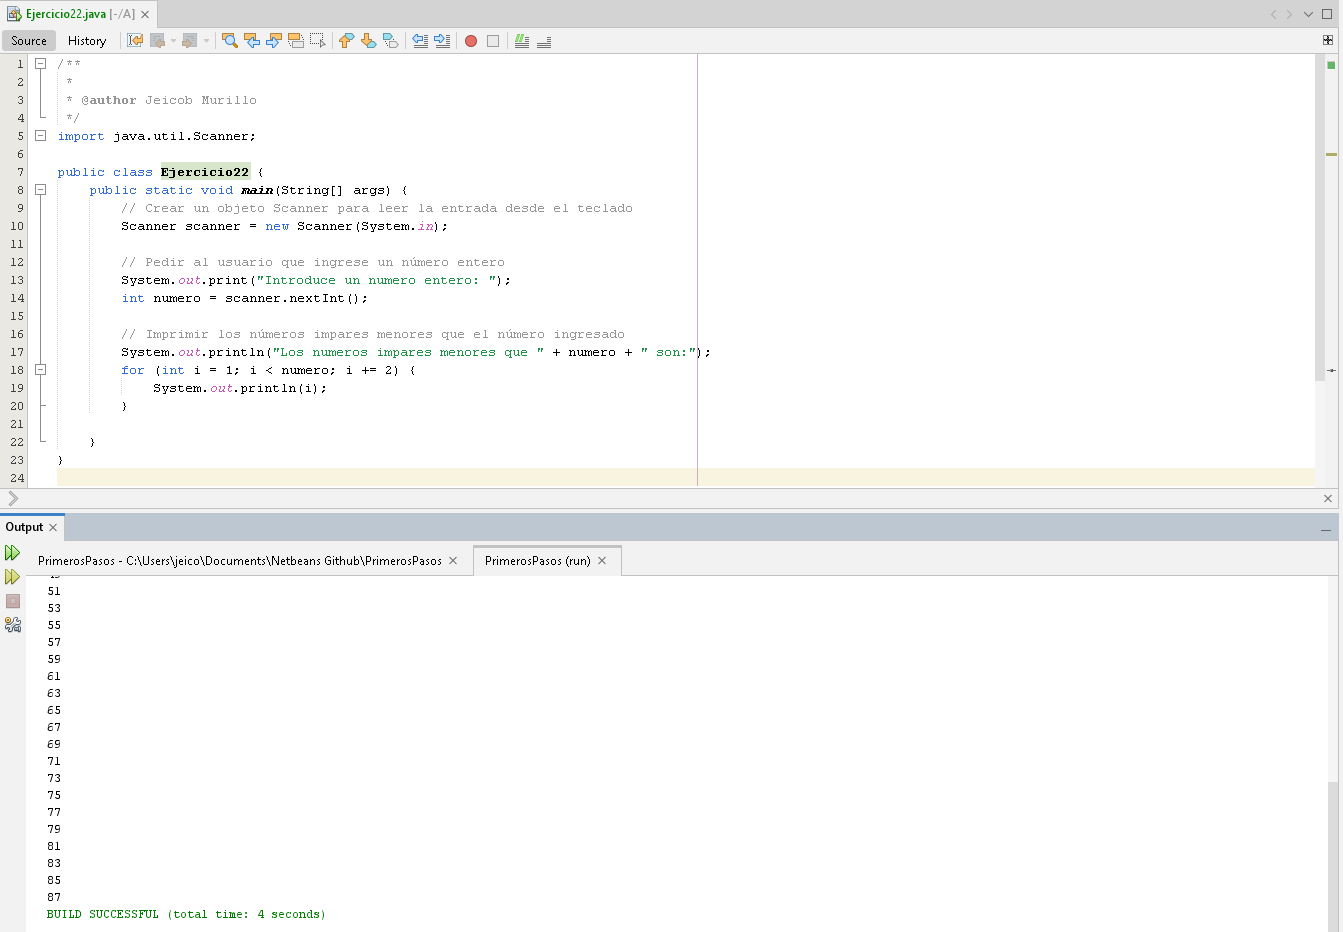 Ejercicio22.java [-/A]
Source History
1 /**
2 *
3 * @author Jeicob Murillo
4 */
5 import java.util.Scanner;
6
7 public class Ejercicio22 {
8 public static void main(String[] args) {
9 // Crear un objeto Scanner para leer la entrada desde el teclado
10 Scanner scanner = new Scanner(System.in);
11
12 // Pedir al usuario que ingrese un número entero
13 System.out.print("Introduce un numero entero: ");
14 int numero = scanner.nextInt();
15
16 // Imprimir los números impares menores que el número ingresado
17 System.out.println("Los numeros impares menores que " + numero + " son:");
18 for (int i = 1; i < numero; i += 2) {
19 System.out.println(i);
20 }
21
22 }
23 }
24
Output
PrimerosPasos - C:\Users\jeico\Documents\Netbeans Github\PrimerosPasos PrimerosPasos (run)
51
53
55
57
59
61
63
65
67
69
71
73
75
77
79
81
83
85
87
BUILD SUCCESSFUL (total time: 4 seconds)